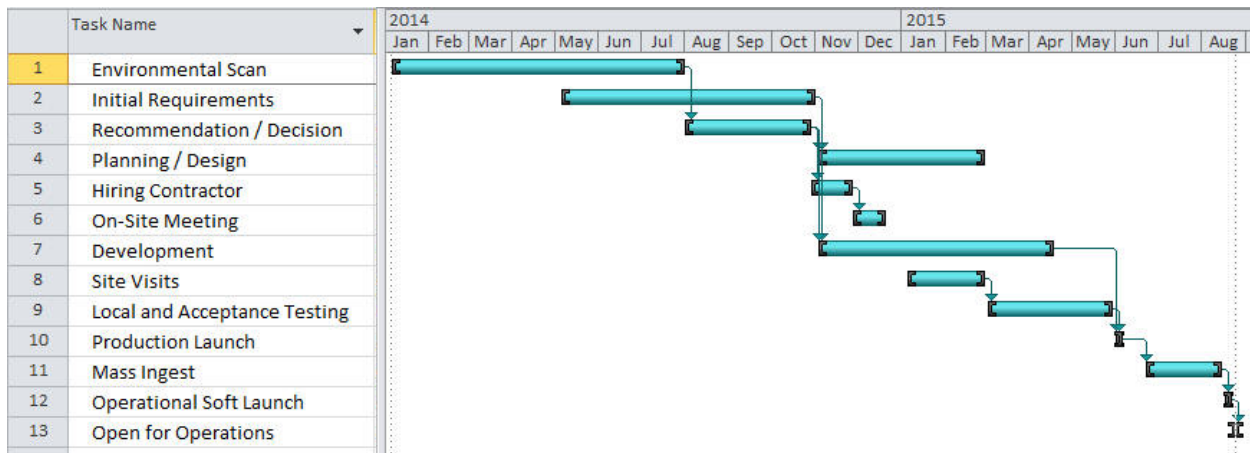 Task Name
2014 2015
Jan Feb Mar Apr May Jun Jul Aug Sep Oct Nov Dec Jan Feb Mar Apr May Jun Jul Aug
1 Environmental Scan
2 Initial Requirements
3 Recommendation / Decision
4 Planning / Design
5 Hiring Contractor
6 On-Site Meeting
7 Development
8 Site Visits
9 Local and Acceptance Testing
10 Production Launch
11 Mass Ingest
12 Operational Soft Launch
13 Open for Operations